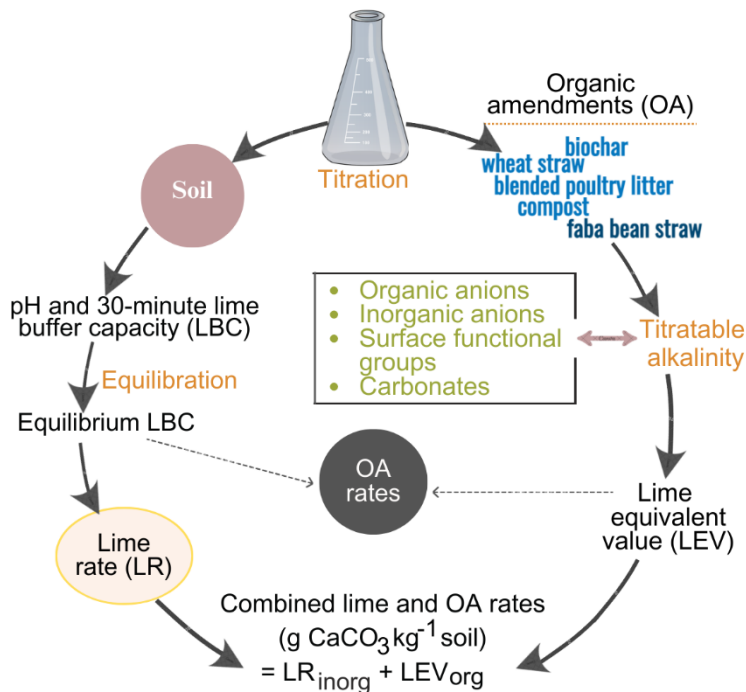 Titration
Organic
amendments (OA)
biochar
wheat straw
blended poultry litter
compost
faba bean straw
Soil
pH and 30-minute lime
buffer capacity (LBC)
Equilibration
Equilibrium LBC
• Organic anions
• Inorganic anions
• Surface functional
groups
• Carbonates
Titratable
alkalinity
OA
rates
Lime
equivalent
value (LEV)
Lime
rate (LR)
Combined lime and OA rates
(g CaCO₃ kg⁻¹ soil)
= LRinorg + LEVorg